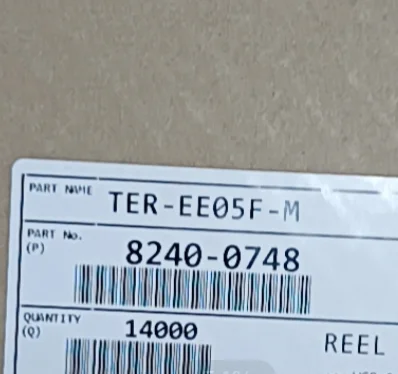 PART NAME TER-EE05F-M
PART No.
(P) 8240-0748
QUANTITY
(Q) 14000 REEL